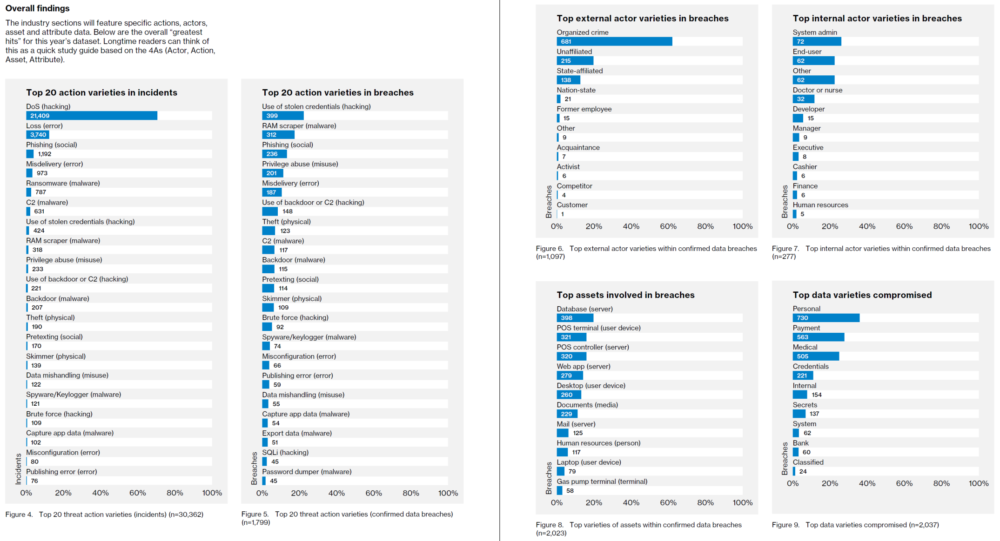 Overall findings
The industry sections will feature specific actions, actors,
asset and attribute data. Below are the overall “greatest
hits” for this year’s dataset. Longtime readers can think of
this as a quick study guide based on the 4As (Actor, Action,
Asset, Attribute).
Top 20 action varieties in incidents
DoS (hacking)
21,409
Loss (error)
3,740
Phishing (social)
1,192
Misdelivery (error)
973
Ransomware (malware)
787
C2 (malware)
631
Use of stolen credentials (hacking)
424
RAM scraper (malware)
318
Privilege abuse (misuse)
233
Use of backdoor or C2 (hacking)
221
Backdoor (malware)
207
Theft (physical)
190
Pretexting (social)
170
Skimmer (physical)
139
Data mishandling (misuse)
122
Spyware/Keylogger (malware)
121
Brute force (hacking)
109
Capture app data (malware)
102
Misconfiguration (error)
80
Publishing error (error)
76
Incidents
0% 20% 40% 60% 80% 100%
Figure 4. Top 20 threat action varieties (incidents) (n=30,362)
Top 20 action varieties in breaches
Use of stolen credentials (hacking)
399
RAM scraper (malware)
312
Phishing (social)
236
Privilege abuse (misuse)
201
Misdelivery (error)
187
Use of backdoor or C2 (hacking)
148
Theft (physical)
123
C2 (malware)
117
Backdoor (malware)
115
Pretexting (social)
114
Skimmer (physical)
109
Brute force (hacking)
92
Spyware/keylogger (malware)
74
Misconfiguration (error)
66
Publishing error (error)
59
Data mishandling (misuse)
55
Capture app data (malware)
54
Export data (malware)
51
SQLi (hacking)
45
Password dumper (malware)
45
Breaches
0% 20% 40% 60% 80% 100%
Figure 5. Top 20 threat action varieties (confirmed data breaches)
(n=1,799)
Top external actor varieties in breaches
Organized crime
681
Unaffiliated
215
State-affiliated
138
Nation-state
21
Former employee
15
Other
9
Acquaintance
7
Activist
6
Competitor
4
Customer
1
Breaches
0% 20% 40% 60% 80% 100%
Figure 6. Top external actor varieties within confirmed data breaches
(n=1,097)
Top internal actor varieties in breaches
System admin
72
End-user
62
Other
62
Doctor or nurse
32
Developer
15
Manager
9
Executive
8
Cashier
6
Finance
6
Human resources
5
Breaches
0% 20% 40% 60% 80% 100%
Figure 7. Top internal actor varieties within confirmed data breaches
(n=277)
Top assets involved in breaches
Database (server)
398
POS terminal (user device)
321
POS controller (server)
320
Web app (server)
279
Desktop (user device)
260
Documents (media)
229
Mail (server)
125
Human resources (person)
117
Laptop (user device)
79
Gas pump terminal (terminal)
58
Breaches
0% 20% 40% 60% 80% 100%
Figure 8. Top varieties of assets within confirmed data breaches
(n=2,023)
Top data varieties compromised
Personal
730
Payment
563
Medical
505
Credentials
221
Internal
154
Secrets
137
System
62
Bank
60
Classified
24
Breaches
0% 20% 40% 60% 80% 100%
Figure 9. Top data varieties compromised (n=2,037)